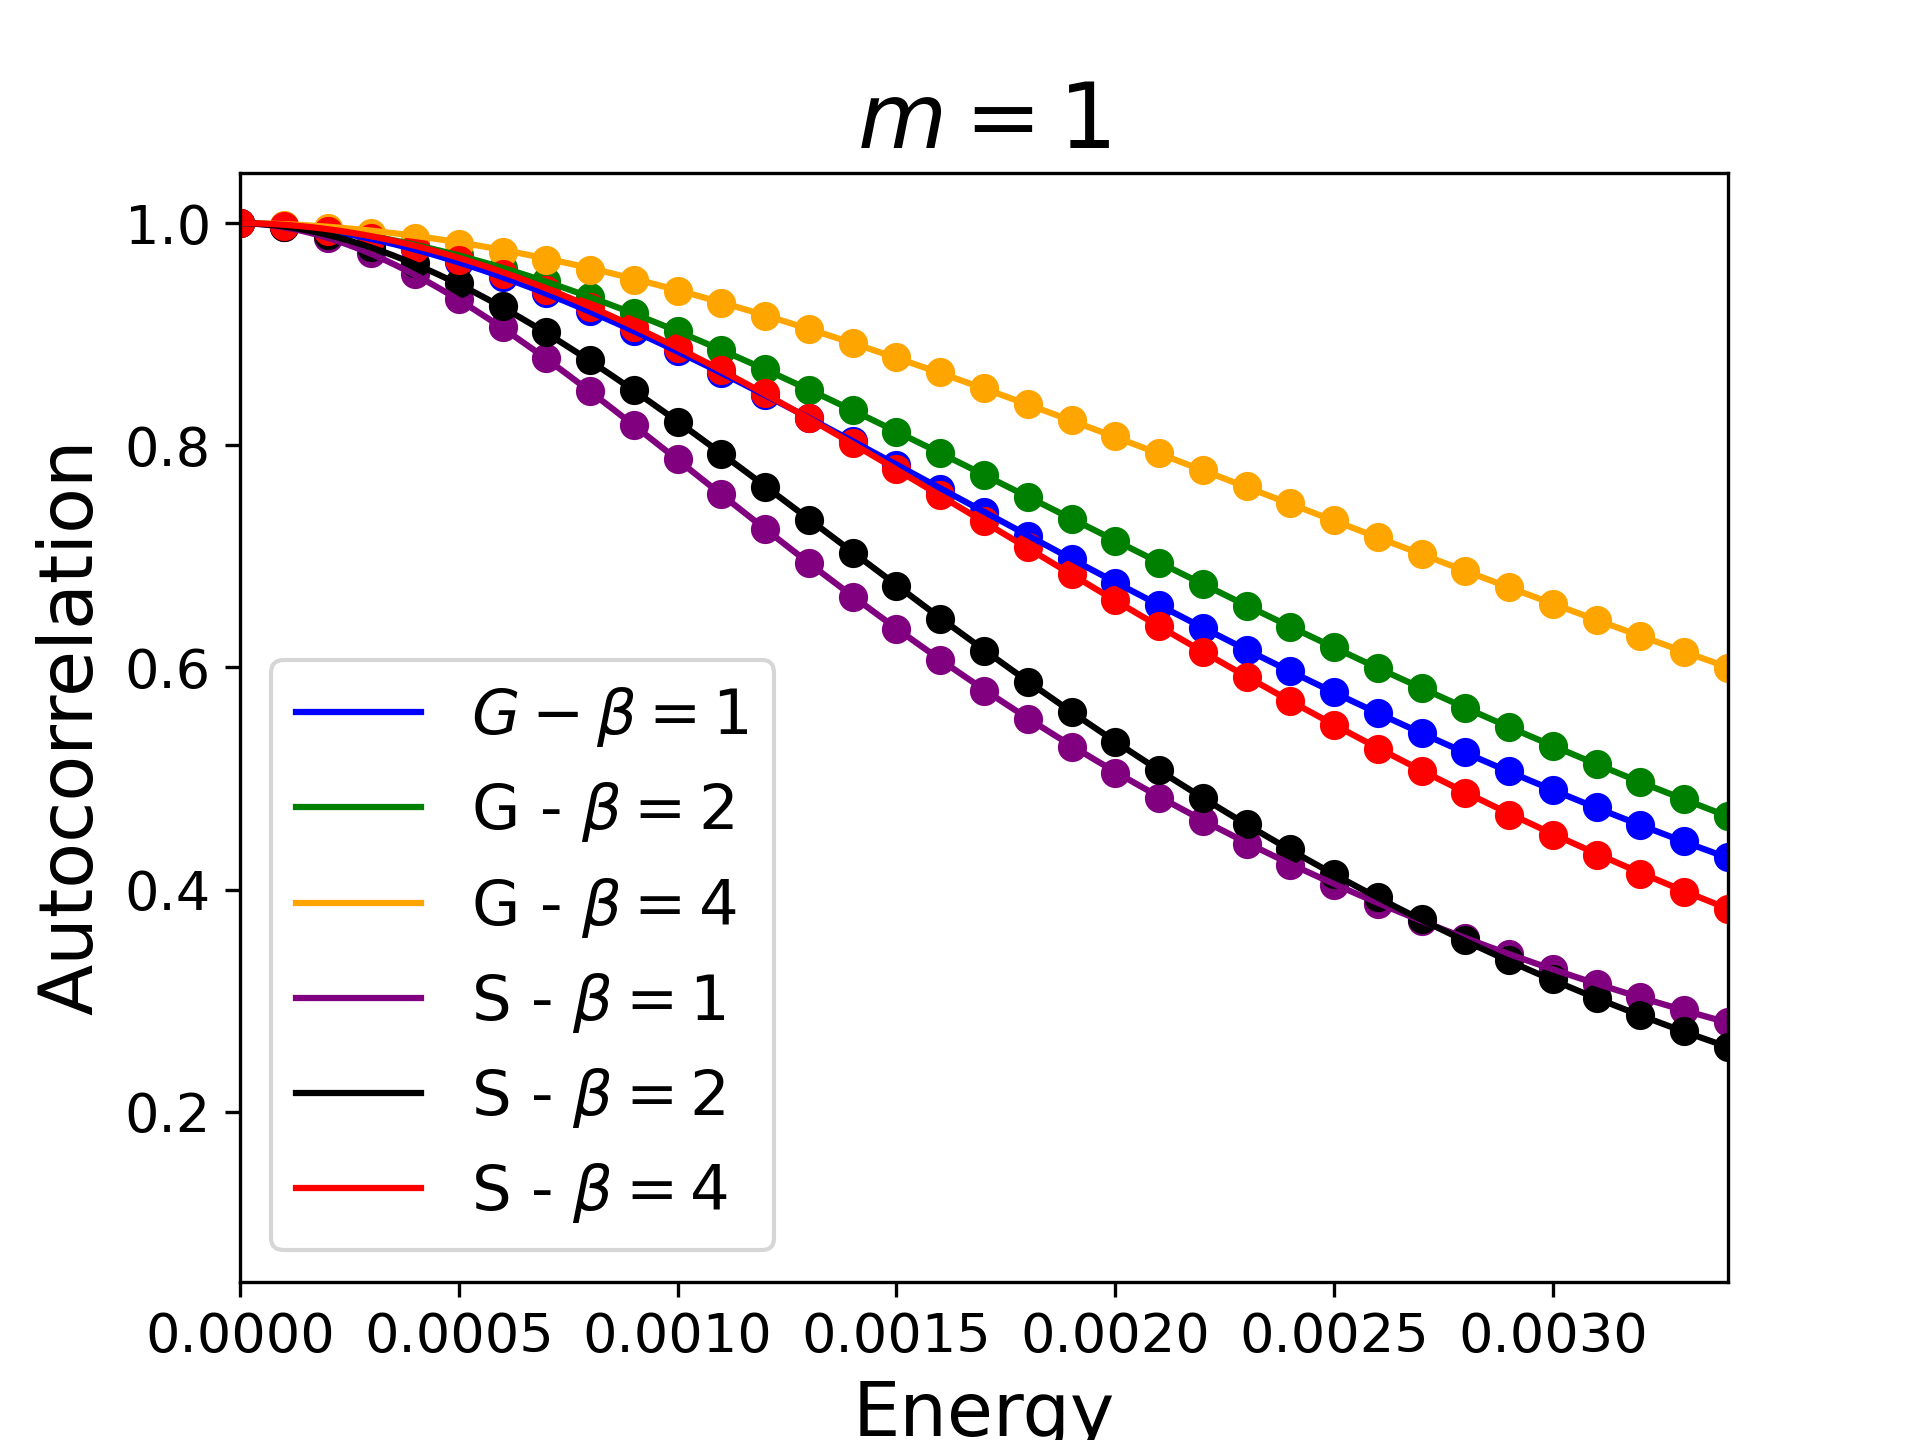 m = 1
Autocorrelation
1.0
0.8
0.6
0.4
0.2
G − β = 1
G - β = 2
G - β = 4
S - β = 1
S - β = 2
S - β = 4
0.0000 0.0005 0.0010 0.0015 0.0020 0.0025 0.0030
Energy